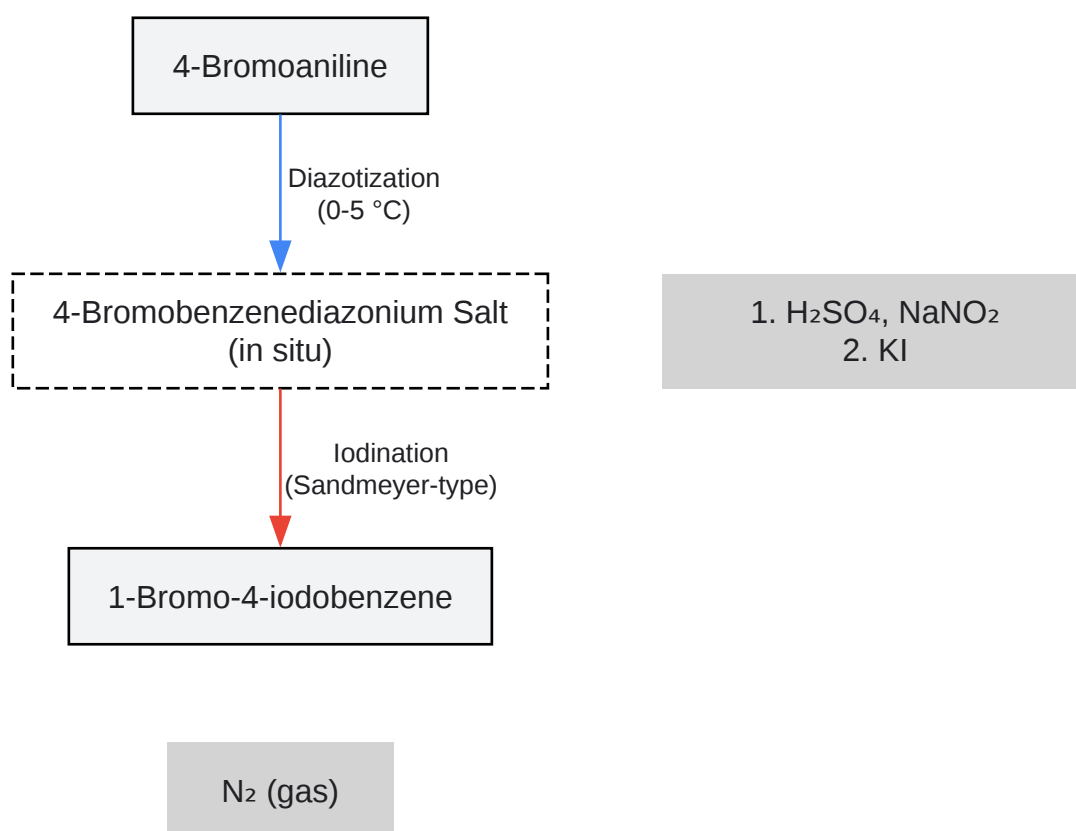 4-Bromoaniline
Diazotization
(0-5 °C)
4-Bromobenzenediazonium Salt
(in situ)
1. H₂SO₄, NaNO₂
2. KI
Iodination
(Sandmeyer-type)
1-Bromo-4-iodobenzene
N₂ (gas)